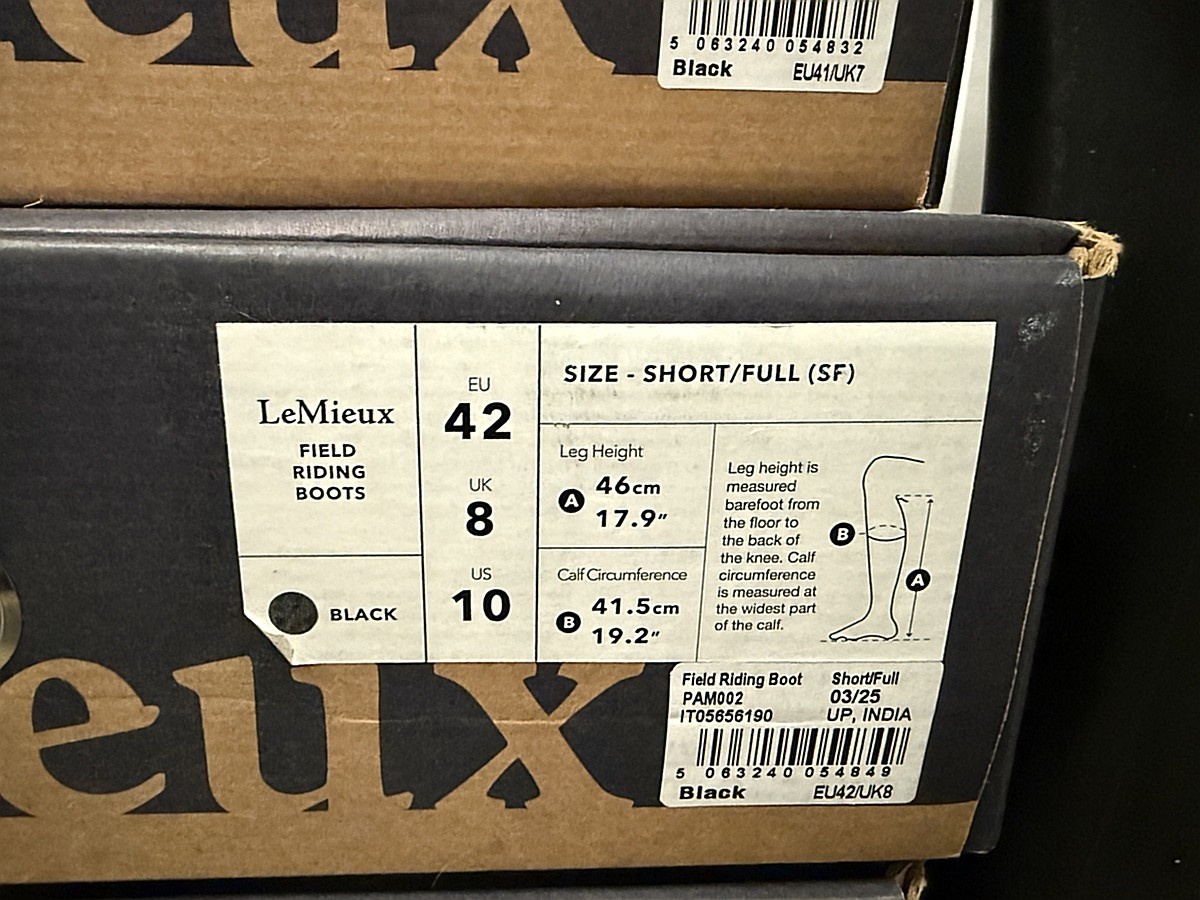 eux
5 063240 054832
Black EU41/UK7
LeMieux
FIELD
RIDING
BOOTS
BLACK
EU
42
UK
8
US
10
SIZE - SHORT/FULL (SF)
Leg Height
A 46cm
17.9″
Calf Circumference
B 41.5cm
19.2″
Leg height is
measured
barefoot from
the floor to
the back of
the knee. Calf
circumference
is measured at
the widest part
of the calf.
B
A
eux
Field Riding Boot Short/Full
PAM002 03/25
IT05656190 UP, INDIA
5 063240 054849
Black EU42/UK8